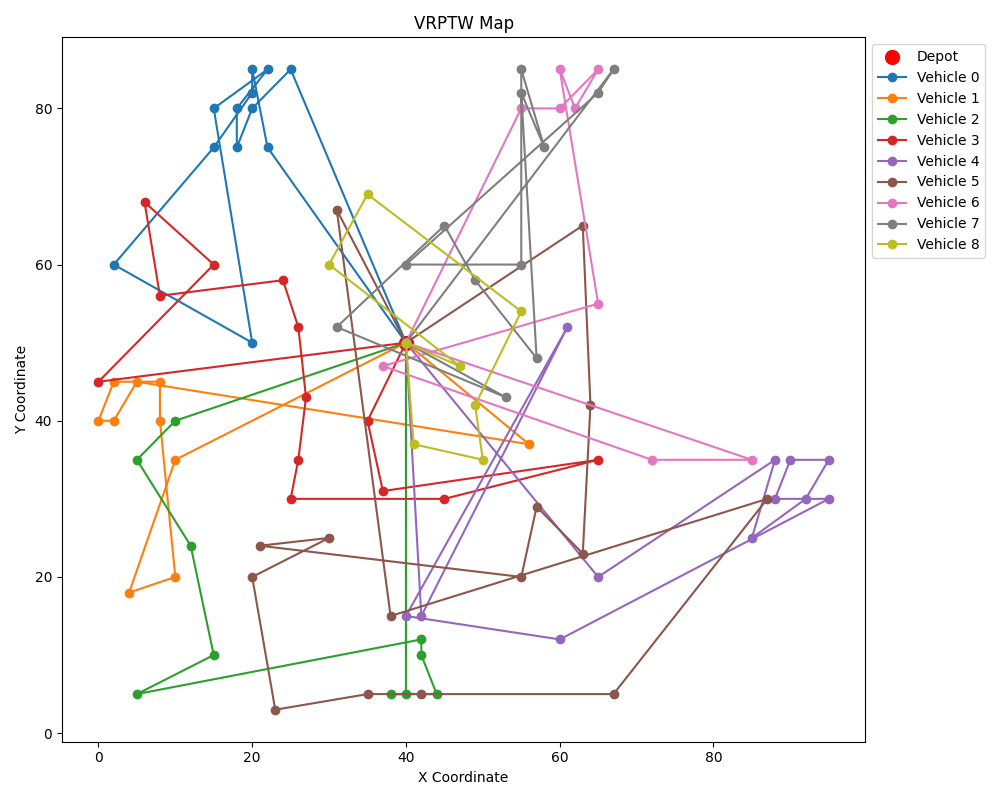 VRPTW Map
Depot
Vehicle 0
Vehicle 1
Vehicle 2
Vehicle 3
Vehicle 4
Vehicle 5
Vehicle 6
Vehicle 7
Vehicle 8
80
60
40
20
0
Y Coordinate
0 20 40 60 80
X Coordinate